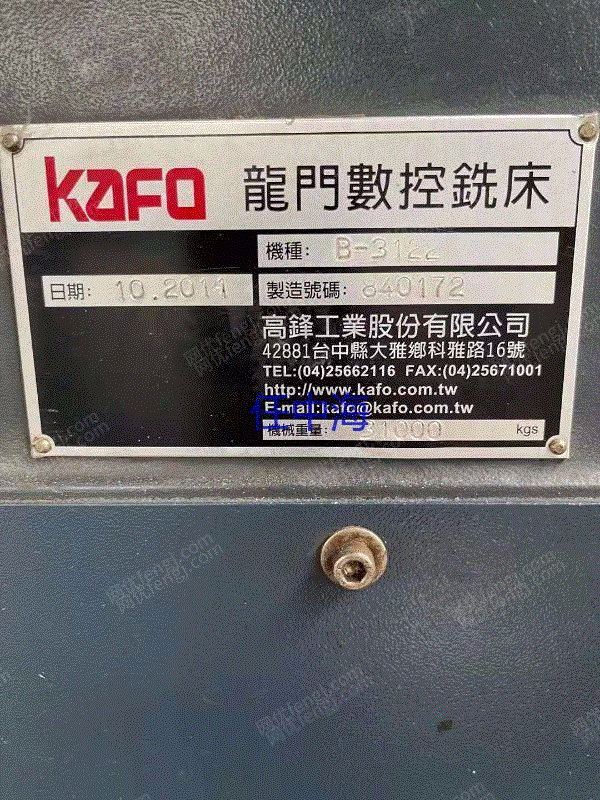 KAFO 龍門數控銑床
機種: B-3122
日期: 10.2014 製造號碼: 840172
高鋒工業股份有限公司
42881台中縣大雅鄉科雅路16號
TEL:(04)25662116 FAX:(04)25671001
http://www.kafo.com.tw
E-mail:kafo@kafo.com.tw
機械重量: 31000 kgs